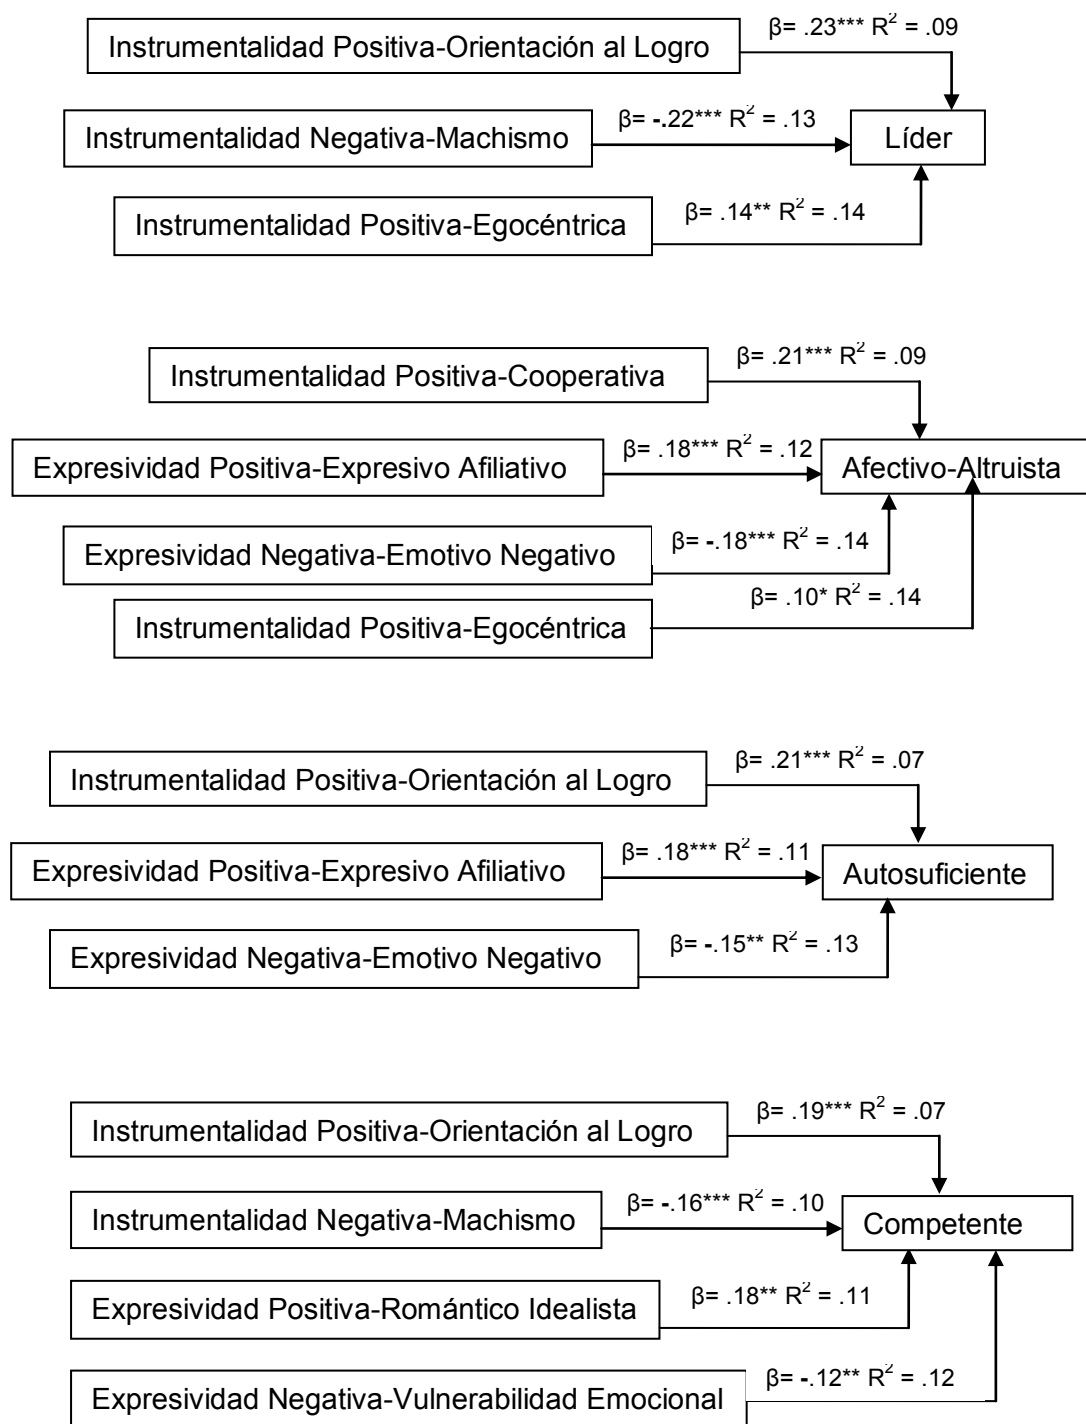 β= .23*** R² = .09
Instrumentalidad Positiva-Orientación al Logro
β= -.22*** R² = .13
Instrumentalidad Negativa-Machismo
Líder
β= .14** R² = .14
Instrumentalidad Positiva-Egocéntrica
β= .21*** R² = .09
Instrumentalidad Positiva-Cooperativa
β= .18*** R² = .12
Expresividad Positiva-Expresivo Afiliativo
Afectivo-Altruista
β= -.18*** R² = .14
Expresividad Negativa-Emotivo Negativo
β= .10* R² = .14
Instrumentalidad Positiva-Egocéntrica
β= .21*** R² = .07
Instrumentalidad Positiva-Orientación al Logro
β= .18*** R² = .11
Expresividad Positiva-Expresivo Afiliativo
Autosuficiente
β= -.15** R² = .13
Expresividad Negativa-Emotivo Negativo
β= .19*** R² = .07
Instrumentalidad Positiva-Orientación al Logro
β= -.16*** R² = .10
Instrumentalidad Negativa-Machismo
Competente
β= .18** R² = .11
Expresividad Positiva-Romántico Idealista
β= -.12** R² = .12
Expresividad Negativa-Vulnerabilidad Emocional